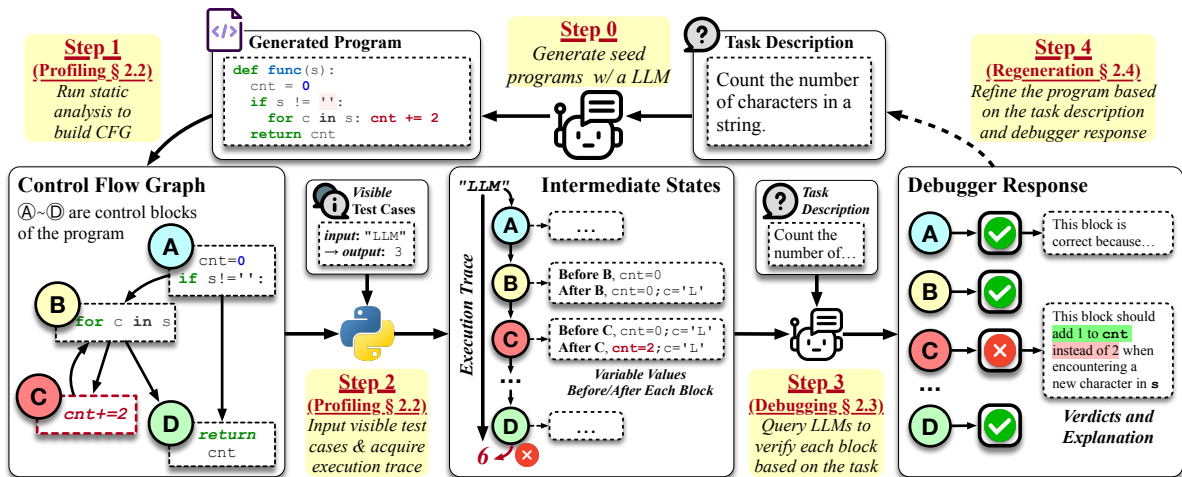 Step 1
(Profiling § 2.2)
Run static
analysis to
build CFG
</>
Generated Program
def func(s):
cnt = 0
if s != '':
for c in s: cnt += 2
return cnt
Step 0
Generate seed
programs w/ a LLM
?
Task Description
Count the number
of characters in a
string.
Step 4
(Regeneration § 2.4)
Refine the program based
on the task description
and debugger response
Control Flow Graph
Ⓐ~Ⓓ are control blocks
of the program
A
cnt=0
if s!='':
B
for c in s
C
cnt+=2
D
return
cnt
i
Visible
Test Cases
input: "LLM"
→ output: 3
Step 2
(Profiling § 2.2)
Input visible test
cases & acquire
execution trace
"LLM"
Intermediate States
Execution Trace
A
...
B
Before B, cnt=0
After B, cnt=0;c='L'
C
Before C, cnt=0;c='L'
After C, cnt=2;c='L'
...
Variable Values
Before/After Each Block
D
...
6
?
Task
Description
Count the
number of…
Step 3
(Debugging § 2.3)
Query LLMs to
verify each block
based on the task
Debugger Response
A
This block is
correct because…
B
C
This block should
add 1 to cnt
instead of 2 when
encountering a
new character in s
...
D
Verdicts and
Explanation